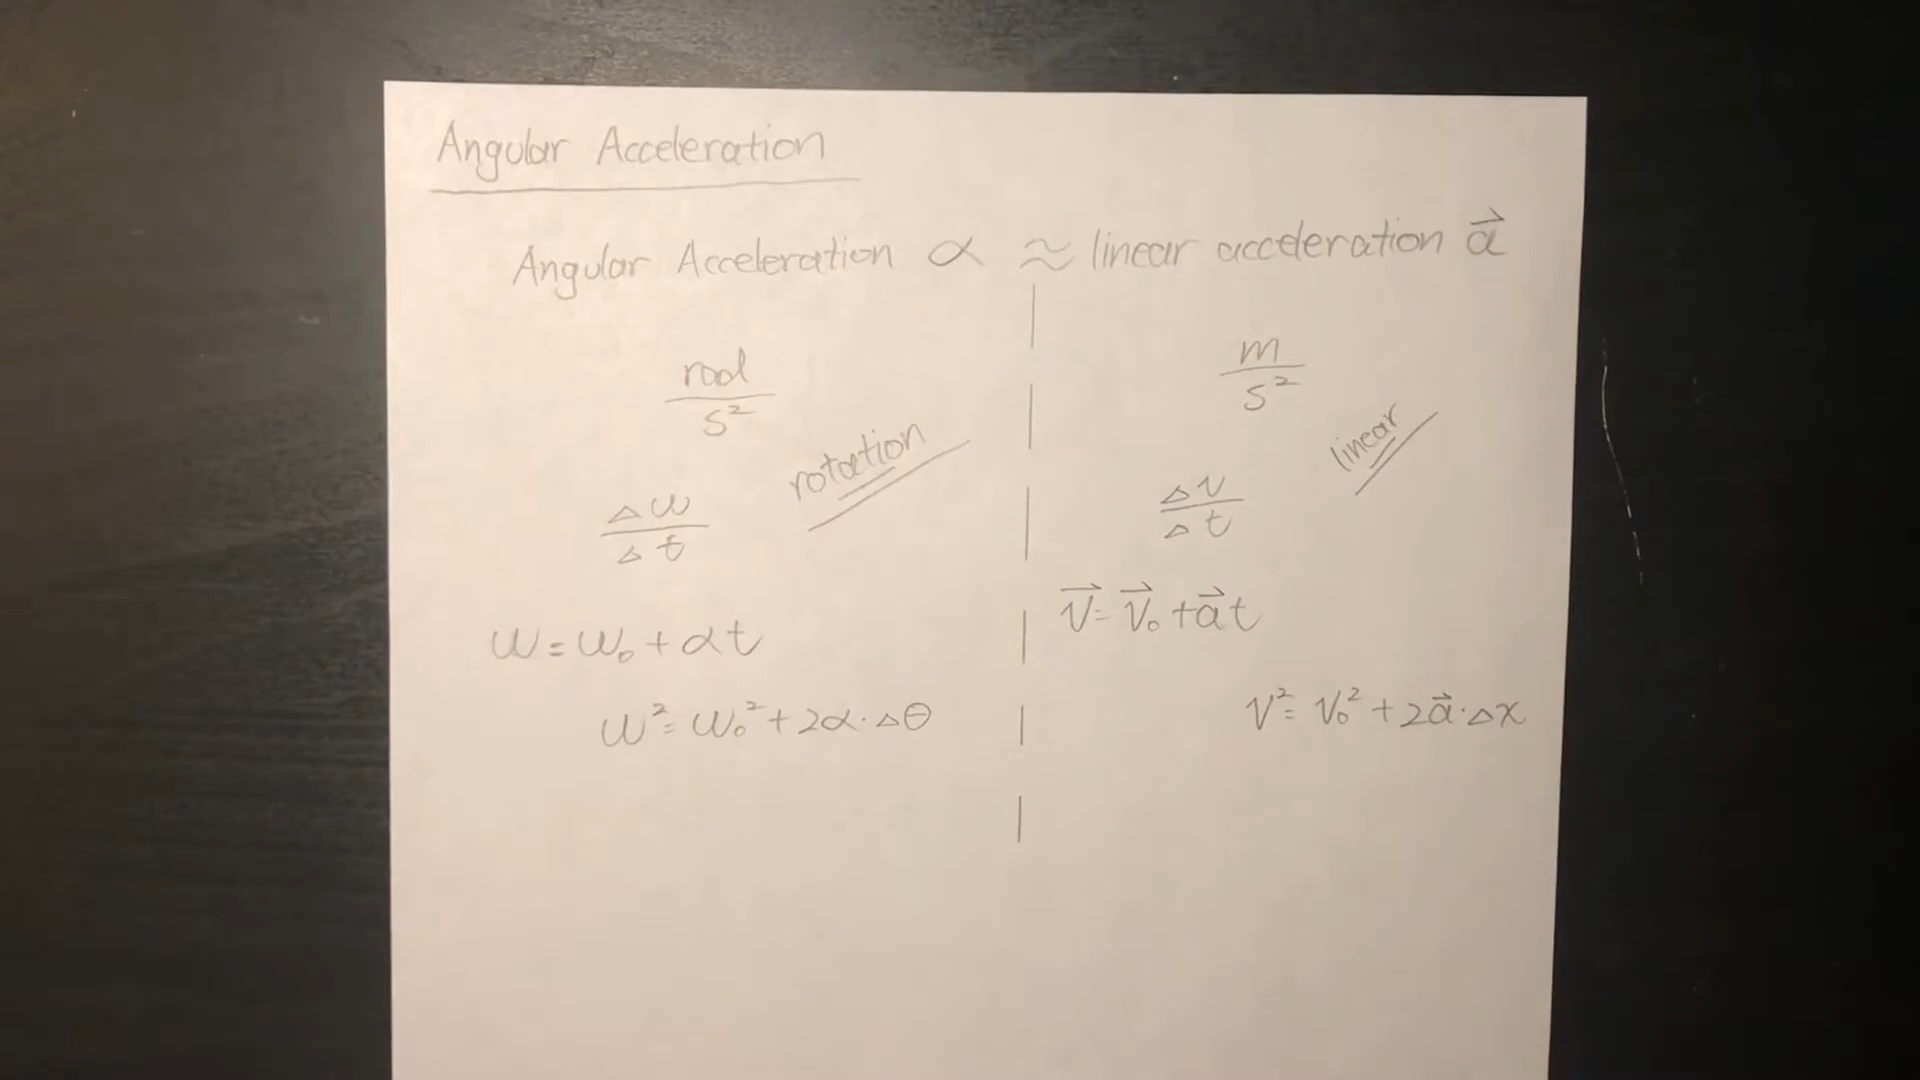 Angular Acceleration
Angular Acceleration α ≈ linear acceleration a⃗
rad/s²
m/s²
rotation
linear
Δω/Δt
Δv/Δt
ω = ω₀ + αt
v⃗ = v⃗₀ + a⃗t
ω² = ω₀² + 2α·Δθ
v² = v₀² + 2a⃗·Δx